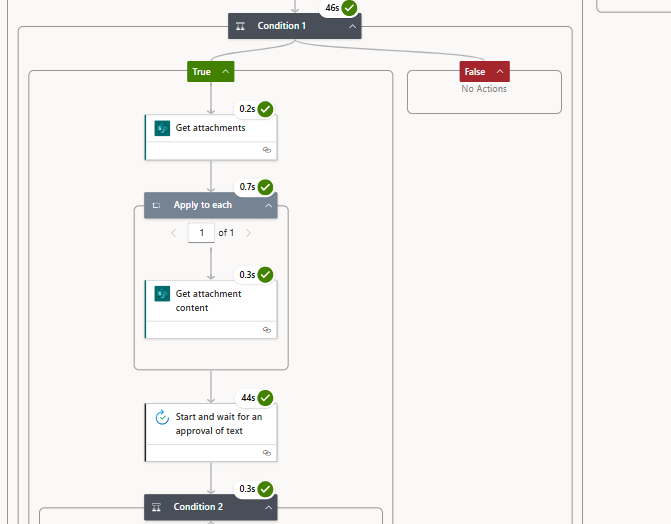 46s
Condition 1
True
False
No Actions
0.2s
Get attachments
0.7s
Apply to each
1 of 1
0.3s
Get attachment
content
44s
Start and wait for an
approval of text
0.3s
Condition 2